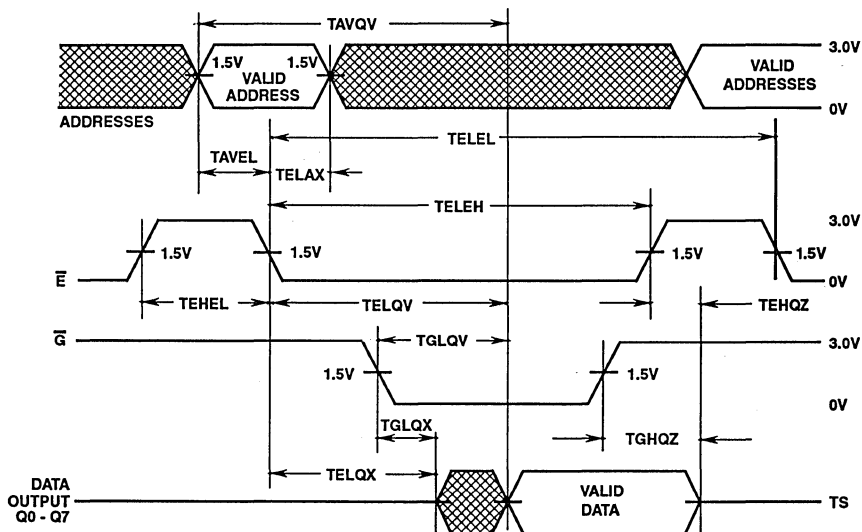 TAVQV
3.0V
1.5V 1.5V
VALID
ADDRESS
VALID
ADDRESSES
0V
ADDRESSES
TELEL
TAVEL
TELAX
TELEH
3.0V
1.5V 1.5V 1.5V 1.5V
E
0V
TEHEL TELQV TEHQZ
G
TGLQV
3.0V
1.5V 1.5V
0V
TGLQX
TGHQZ
TELQX
DATA
OUTPUT
Q0 - Q7
VALID
DATA
TS